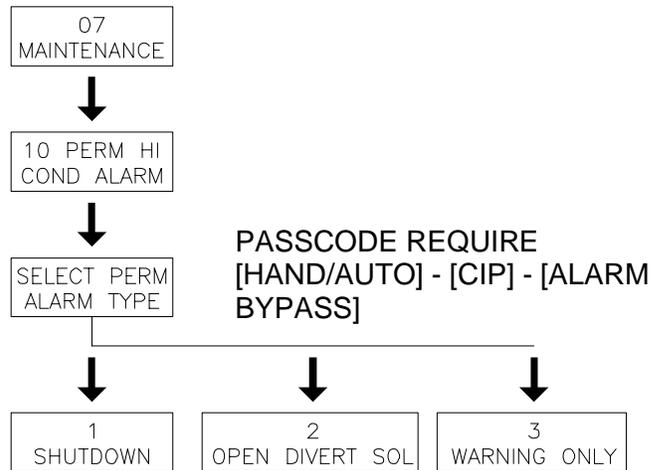 07
MAINTENANCE
10 PERM HI
COND ALARM
SELECT PERM
ALARM TYPE
PASSCODE REQUIRE
[HAND/AUTO] - [CIP] - [ALARM
BYPASS]
1
SHUTDOWN
2
OPEN DIVERT SOL
3
WARNING ONLY